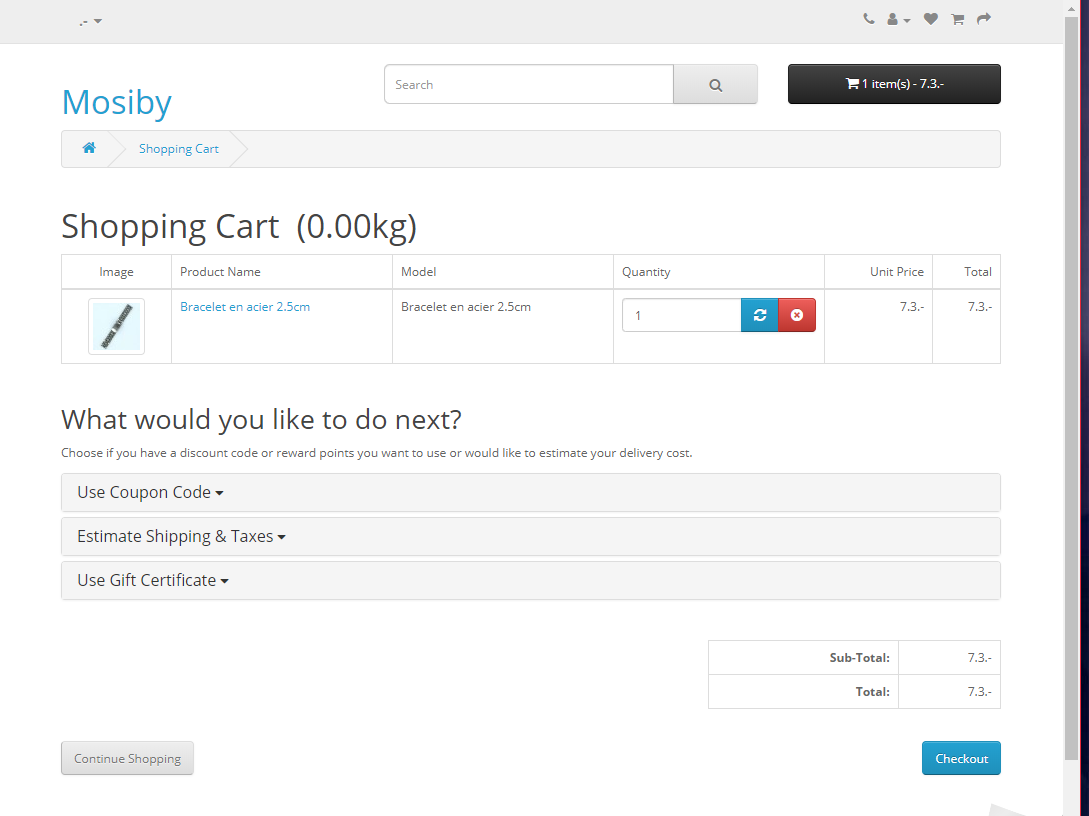 .-
Search
1 item(s) - 7.3.-
Mosiby
Shopping Cart
Shopping Cart (0.00kg)
Image Product Name Model Quantity Unit Price Total
Bracelet en acier 2.5cm Bracelet en acier 2.5cm 1 7.3.- 7.3.-
What would you like to do next?
Choose if you have a discount code or reward points you want to use or would like to estimate your delivery cost.
Use Coupon Code
Estimate Shipping & Taxes
Use Gift Certificate
Sub-Total: 7.3.-
Total: 7.3.-
Continue Shopping Checkout